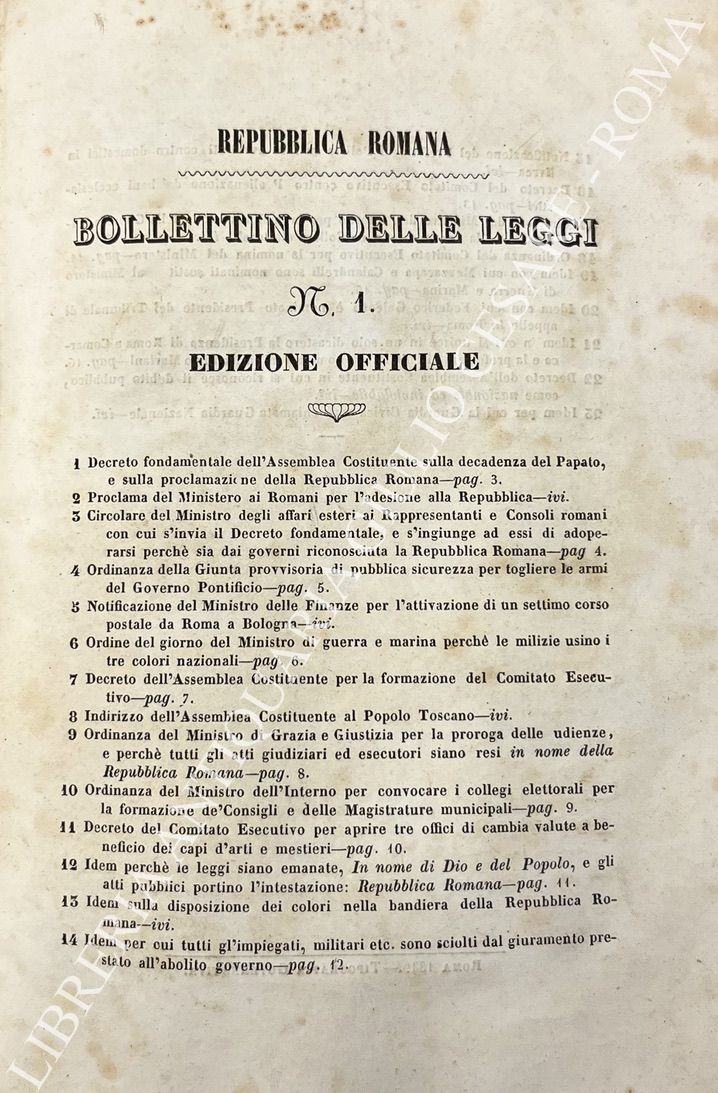 REPUBBLICA ROMANA
BOLLETTINO DELLE LEGGI
N. 1.
EDIZIONE OFFICIALE
1 Decreto fondamentale dell'Assemblea Costituente sulla decadenza del Papato,
e sulla proclamazione della Repubblica Romana—pag. 3.
2 Proclama del Ministero ai Romani per l'adesione alla Repubblica—ivi.
3 Circolare del Ministro degli affari esteri ai Rappresentanti e Consoli romani
con cui s'invia il Decreto fondamentale, e s'ingiunge ad essi di adope-
rarsi perchè sia dai governi riconosciuta la Repubblica Romana—pag 4.
4 Ordinanza della Giunta provvisoria di pubblica sicurezza per togliere le armi
del Governo Pontificio—pag. 5.
5 Notificazione del Ministro delle Finanze per l'attivazione di un settimo corso
postale da Roma a Bologna—ivi.
6 Ordine del giorno del Ministro di guerra e marina perchè le milizie usino i
tre colori nazionali—pag. 6.
7 Decreto dell'Assemblea Costituente per la formazione del Comitato Esecu-
tivo—pag. 7.
8 Indirizzo dell'Assemblea Costituente al Popolo Toscano—ivi.
9 Ordinanza del Ministro di Grazia e Giustizia per la proroga delle udienze,
e perchè tutti gli atti giudiziari ed esecutori siano resi in nome della
Repubblica Romana—pag. 8.
10 Ordinanza del Ministro dell'Interno per convocare i collegi elettorali per
la formazione de'Consigli e delle Magistrature municipali—pag. 9.
11 Decreto del Comitato Esecutivo per aprire tre offici di cambia valute a be-
neficio dei capi d'arti e mestieri—pag. 10.
12 Idem perchè le leggi siano emanate, In nome di Dio e del Popolo, e gli
atti pubblici portino l'intestazione: Repubblica Romana—pag. 11.
13 Idem sulla disposizione dei colori nella bandiera della Repubblica Ro-
mana—ivi.
14 Idem per cui tutti gl'impiegati, militari etc. sono sciolti dal giuramento pre-
stato all'abolito governo—pag. 12.